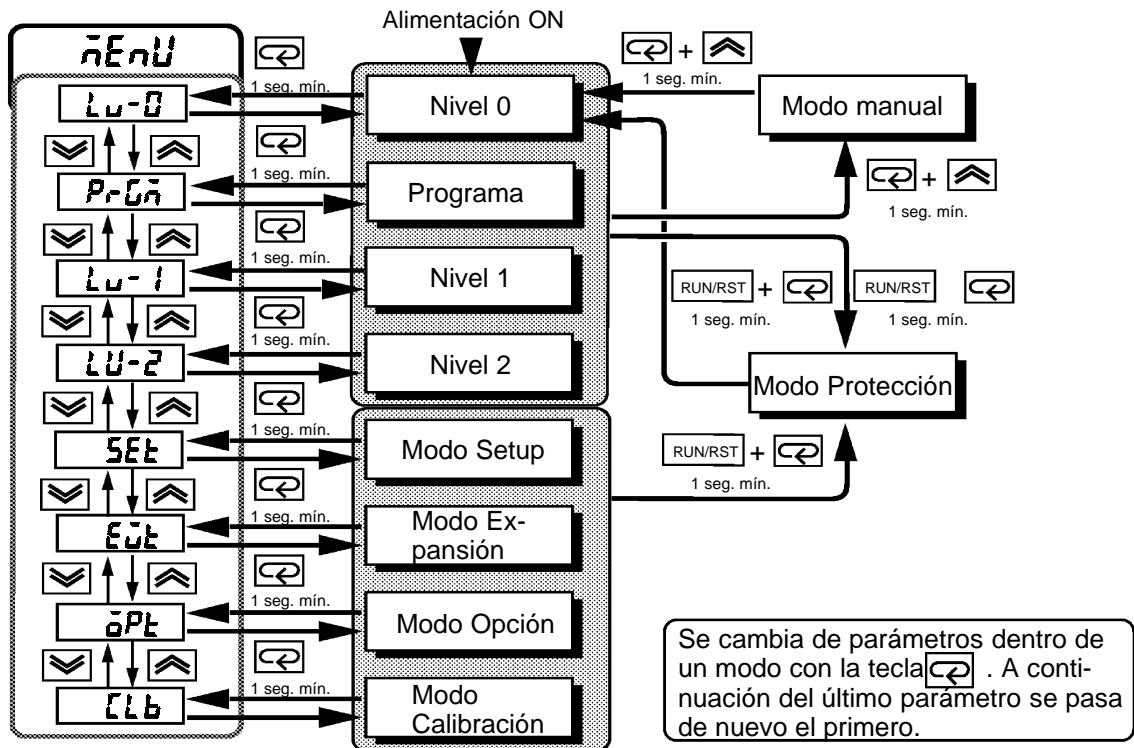 Alimentación ON
mEnU
1 seg. mín.
1 seg. mín.
Lu-0
Nivel 0
Modo manual
1 seg. mín.
PrGm
Programa
1 seg. mín.
1 seg. mín.
Lu-1
Nivel 1
RUN/RST + RUN/RST
1 seg. mín. 1 seg. mín.
1 seg. mín.
LU-2
Nivel 2
Modo Protección
1 seg. mín.
SEt
Modo Setup
RUN/RST +
1 seg. mín.
1 seg. mín.
Modo Ex-
pansión
1 seg. mín.
oPt
Modo Opción
1 seg. mín.
CLb
Modo
Calibración
Se cambia de parámetros dentro de
un modo con la tecla . A conti-
nuación del último parámetro se pasa
de nuevo el primero.